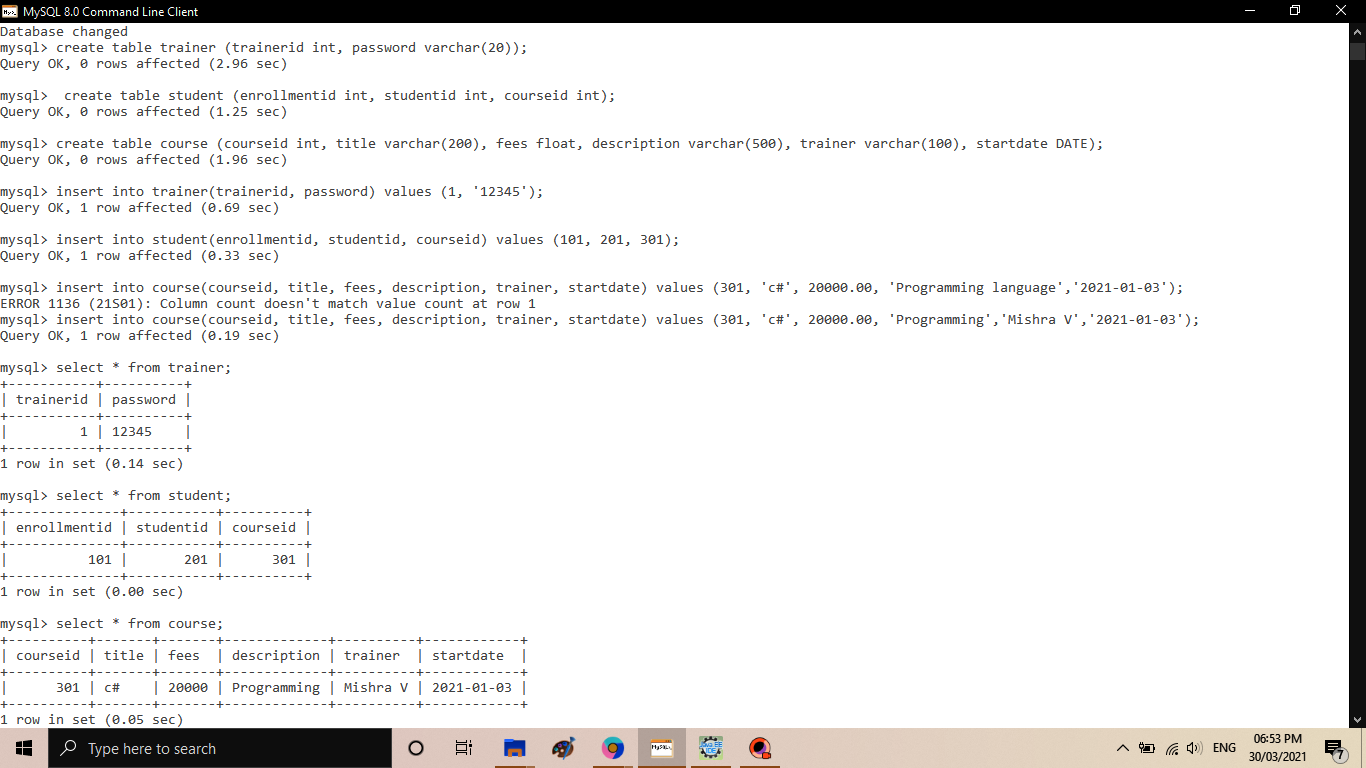 MySQL 8.0 Command Line Client
Database changed
mysql> create table trainer (trainerid int, password varchar(20));
Query OK, 0 rows affected (2.96 sec)
mysql>  create table student (enrollmentid int, studentid int, courseid int);
Query OK, 0 rows affected (1.25 sec)
mysql> create table course (courseid int, title varchar(200), fees float, description varchar(500), trainer varchar(100), startdate DATE);
Query OK, 0 rows affected (1.96 sec)
mysql> insert into trainer(trainerid, password) values (1, '12345');
Query OK, 1 row affected (0.69 sec)
mysql> insert into student(enrollmentid, studentid, courseid) values (101, 201, 301);
Query OK, 1 row affected (0.33 sec)
mysql> insert into course(courseid, title, fees, description, trainer, startdate) values (301, 'c#', 20000.00, 'Programming language','2021-01-03');
ERROR 1136 (21S01): Column count doesn't match value count at row 1
mysql> insert into course(courseid, title, fees, description, trainer, startdate) values (301, 'c#', 20000.00, 'Programming','Mishra V','2021-01-03');
Query OK, 1 row affected (0.19 sec)
mysql> select * from trainer;
+-----------+----------+
| trainerid | password |
+-----------+----------+
|         1 | 12345    |
+-----------+----------+
1 row in set (0.14 sec)
mysql> select * from student;
+--------------+-----------+----------+
| enrollmentid | studentid | courseid |
+--------------+-----------+----------+
|          101 |       201 |      301 |
+--------------+-----------+----------+
1 row in set (0.00 sec)
mysql> select * from course;
+----------+-------+-------+-------------+----------+------------+
| courseid | title | fees  | description | trainer  | startdate  |
+----------+-------+-------+-------------+----------+------------+
|      301 | c#    | 20000 | Programming | Mishra V | 2021-01-03 |
+----------+-------+-------+-------------+----------+------------+
1 row in set (0.05 sec)
Type here to search
ENG
06:53 PM
30/03/2021
7